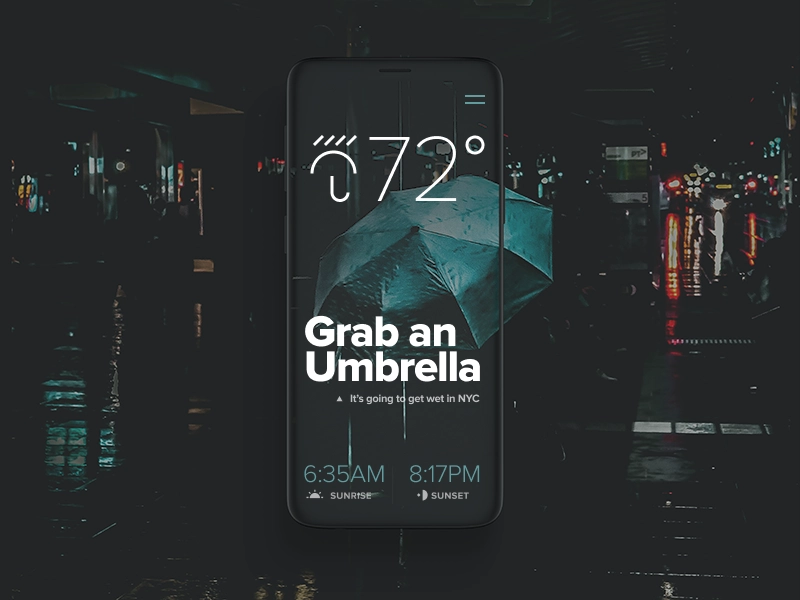 72°
Grab an
Umbrella
It's going to get wet in NYC
6:35AM 8:17PM
SUNRISE SUNSET